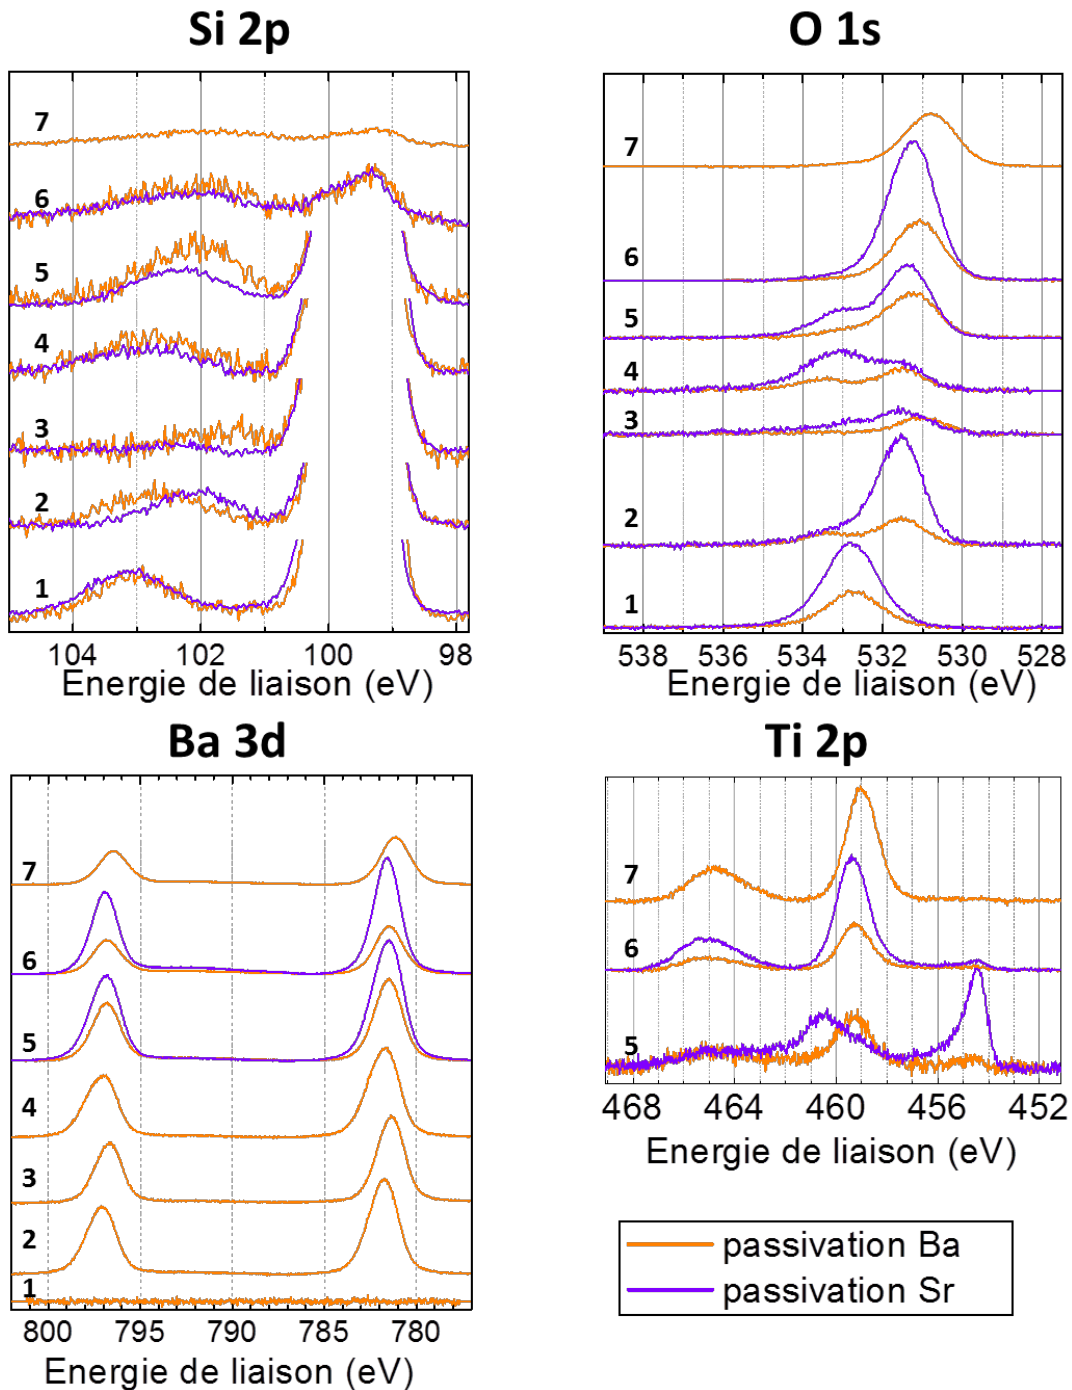 Si 2p
7
6
5
4
3
2
1
104 102 100 98
Energie de liaison (eV)
O 1s
7
6
5
4
3
2
1
538 536 534 532 530 528
Energie de liaison (eV)
Ba 3d
7
6
5
4
3
2
1
800 795 790 785 780
Energie de liaison (eV)
Ti 2p
7
6
5
468 464 460 456 454 452
Energie de liaison (eV)
passivation Ba
passivation Sr